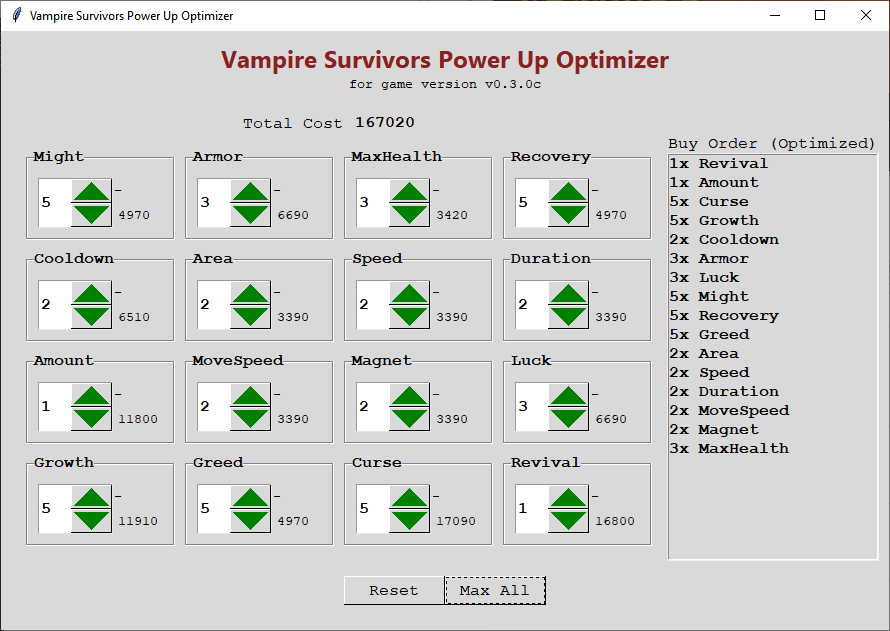 Vampire Survivors Power Up Optimizer
Vampire Survivors Power Up Optimizer
for game version v0.3.0c
Total Cost 167020
Might
5
-
4970
Armor
3
-
6690
MaxHealth
3
-
3420
Recovery
5
-
4970
Cooldown
2
-
6510
Area
2
-
3390
Speed
2
-
3390
Duration
2
-
3390
Amount
1
-
11800
MoveSpeed
2
-
3390
Magnet
2
-
3390
Luck
3
-
6690
Growth
5
-
11910
Greed
5
-
4970
Curse
5
-
17090
Revival
1
-
16800
Buy Order (Optimized)
1x Revival
1x Amount
5x Curse
5x Growth
2x Cooldown
3x Armor
3x Luck
5x Might
5x Recovery
5x Greed
2x Area
2x Speed
2x Duration
2x MoveSpeed
2x Magnet
3x MaxHealth
Reset
Max All